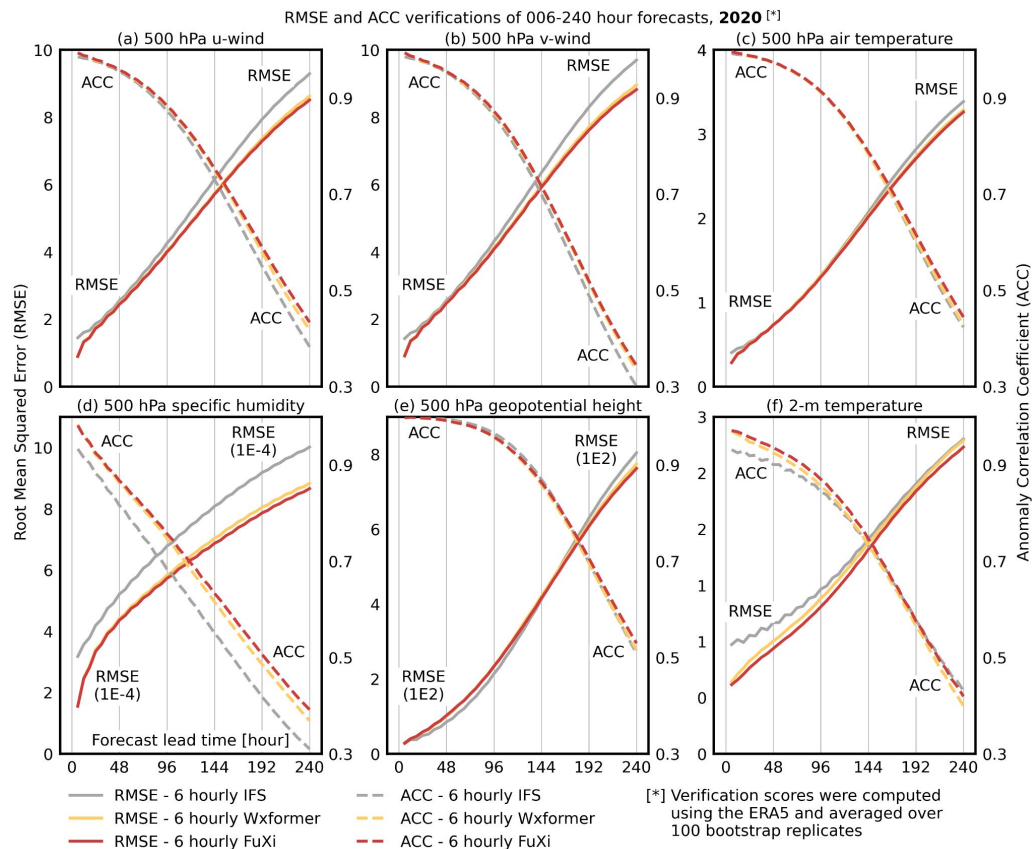 RMSE and ACC verifications of 006-240 hour forecasts, 2020 [*]
(a) 500 hPa u-wind
(b) 500 hPa v-wind
(c) 500 hPa air temperature
10
8
6
4
2
0
ACC
RMSE
RMSE
ACC
0.9
0.7
0.5
0.3
10
8
6
4
2
0
ACC
RMSE
RMSE
ACC
0.9
0.7
0.5
0.3
4
3
2
1
0
ACC
RMSE
RMSE
ACC
0.9
0.7
0.5
0.3
Root Mean Squared Error (RMSE)
Anomaly Correlation Coefficient (ACC)
(d) 500 hPa specific humidity
(e) 500 hPa geopotential height
(f) 2-m temperature
10
8
6
4
2
0
ACC
RMSE
(1E-4)
RMSE
(1E-4)
ACC
Forecast lead time [hour]
0.9
0.7
0.5
0.3
0 48 96 144 192 240
8
6
4
2
0
ACC
RMSE
(1E2)
RMSE
(1E2)
ACC
0.9
0.7
0.5
0.3
0 48 96 144 192 240
3
2
2
1
1
0
0
ACC
RMSE
RMSE
ACC
0.9
0.7
0.5
0.3
0 48 96 144 192 240
RMSE - 6 hourly IFS
RMSE - 6 hourly Wxformer
RMSE - 6 hourly FuXi
ACC - 6 hourly IFS
ACC - 6 hourly Wxformer
ACC - 6 hourly FuXi
[*] Verification scores were computed
using the ERA5 and averaged over
100 bootstrap replicates